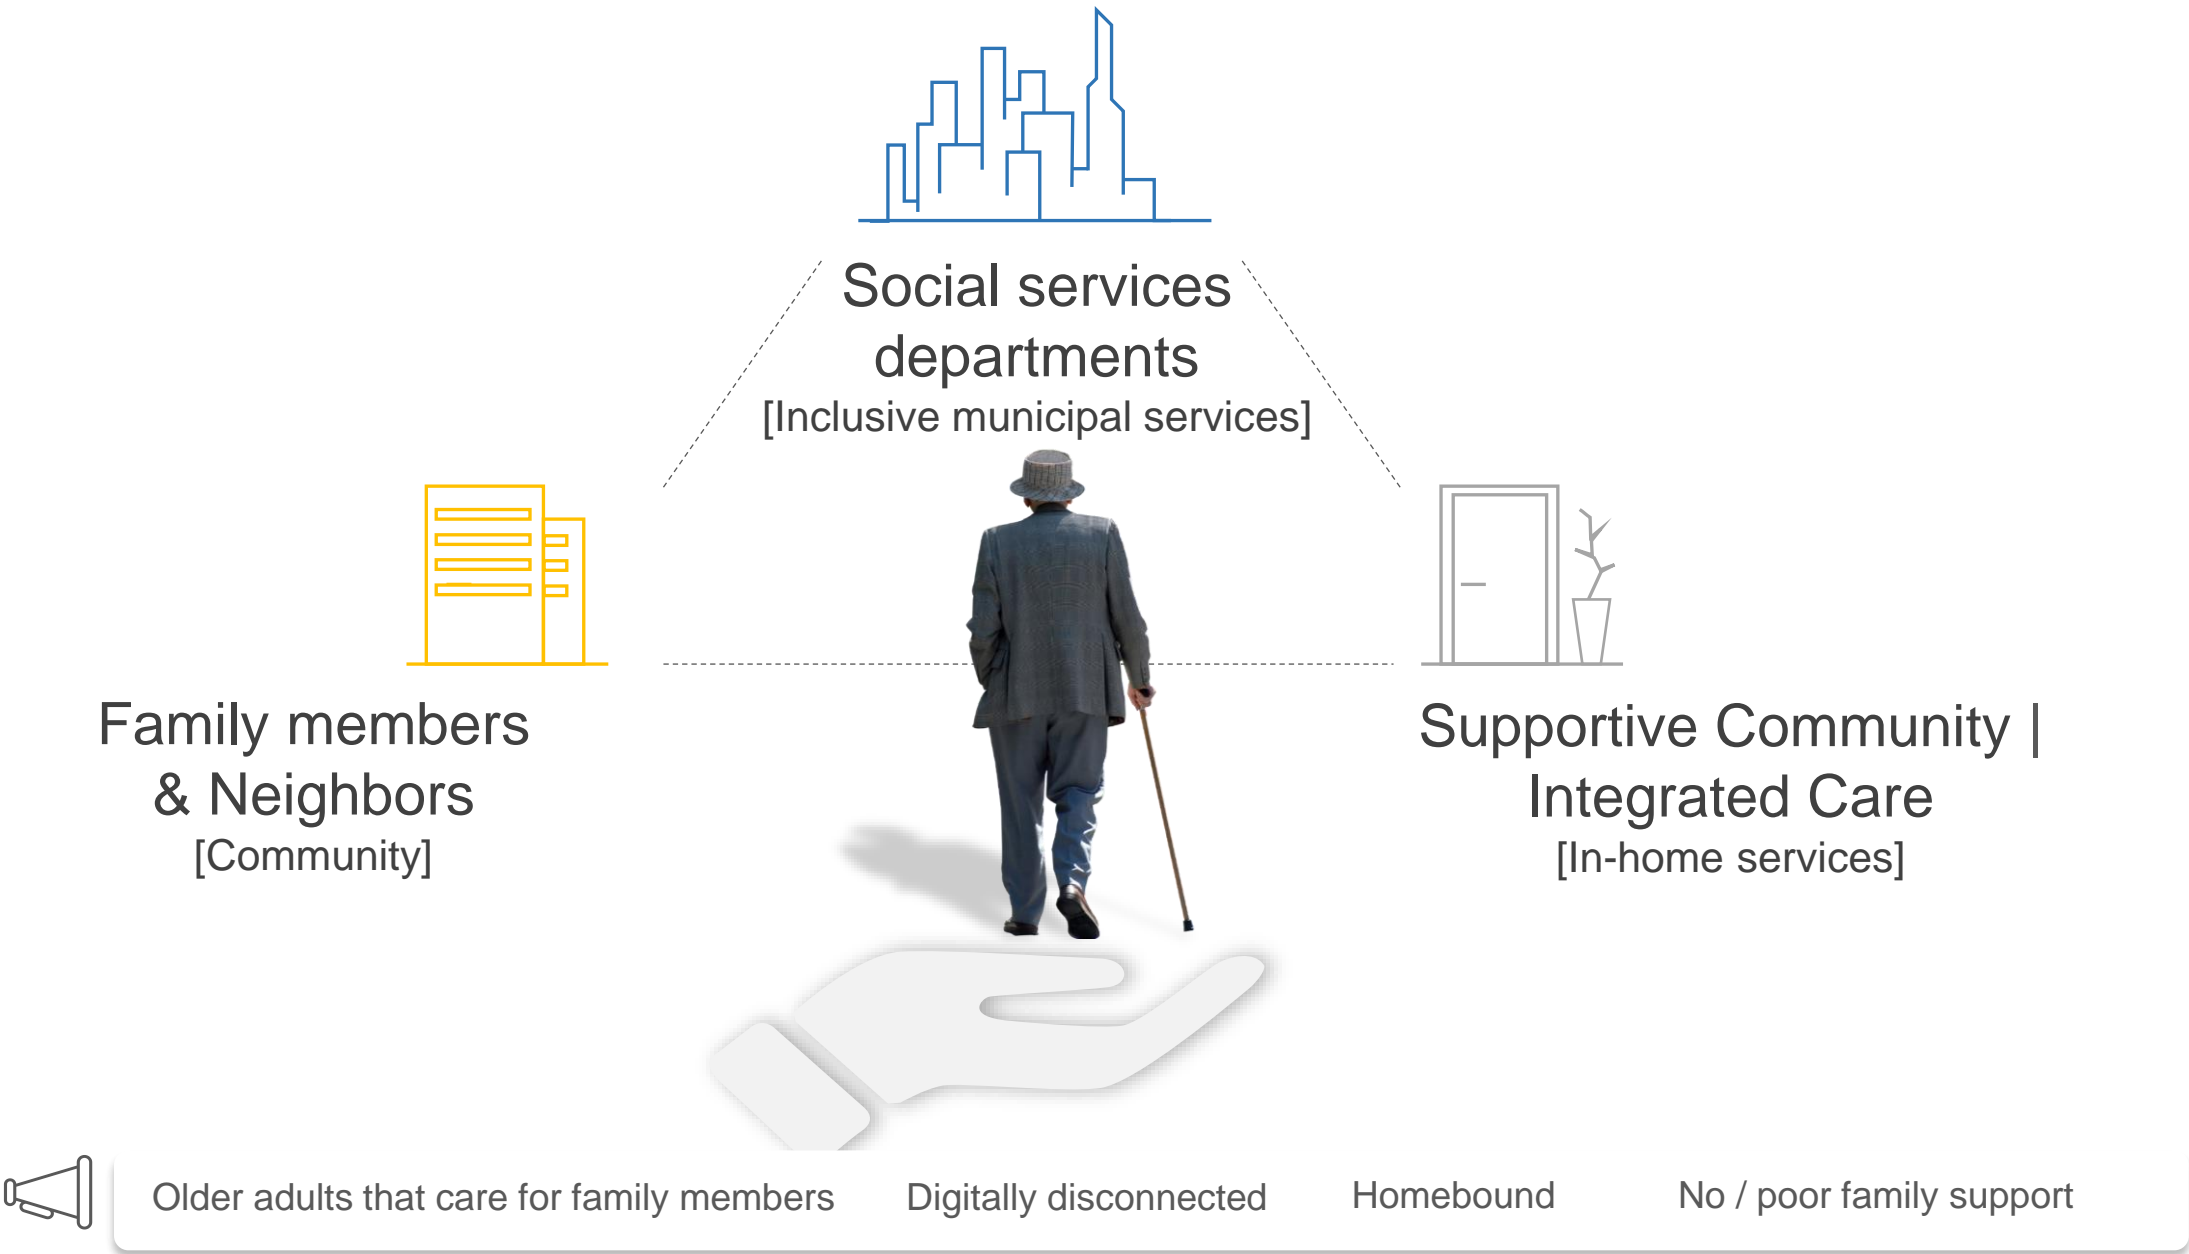 Social services
departments
[Inclusive municipal services]
Family members
& Neighbors
[Community]
Supportive Community |
Integrated Care
[In-home services]
Older adults that care for family members
Digitally disconnected
Homebound
No / poor family support